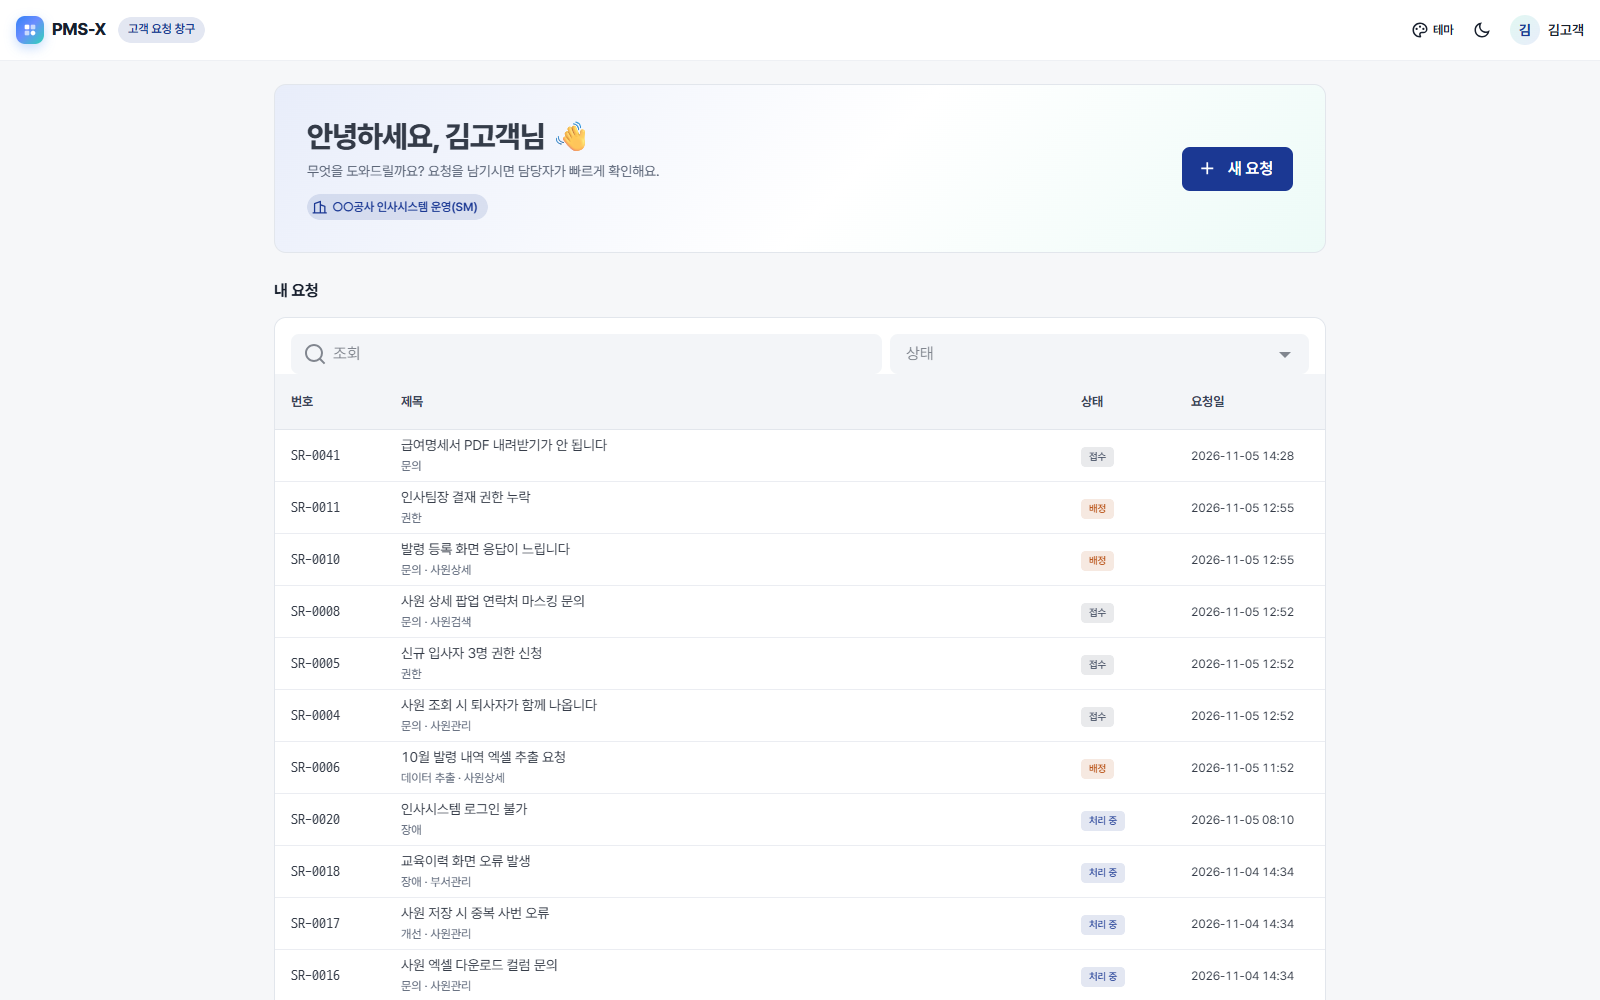 PMS-X 고객 요청 창구 테마 김 김고객
안녕하세요, 김고객님 👋
무엇을 도와드릴까요? 요청을 남기시면 담당자가 빠르게 확인해요.
○○공사 인사시스템 운영(SM)
+ 새 요청
내 요청
조회 상태
번호 제목 상태 요청일
SR-0041 급여명세서 PDF 내려받기가 안 됩니다 접수 2026-11-05 14:28
문의
SR-0011 인사팀장 결재 권한 누락 배정 2026-11-05 12:55
권한
SR-0010 발령 등록 화면 응답이 느립니다 배정 2026-11-05 12:55
문의 · 사원상세
SR-0008 사원 상세 팝업 연락처 마스킹 문의 접수 2026-11-05 12:52
문의 · 사원검색
SR-0005 신규 입사자 3명 권한 신청 접수 2026-11-05 12:52
권한
SR-0004 사원 조회 시 퇴사자가 함께 나옵니다 접수 2026-11-05 12:52
문의 · 사원관리
SR-0006 10월 발령 내역 엑셀 추출 요청 배정 2026-11-05 11:52
데이터 추출 · 사원상세
SR-0020 인사시스템 로그인 불가 처리 중 2026-11-05 08:10
장애
SR-0018 교육이력 화면 오류 발생 처리 중 2026-11-04 14:34
장애 · 부서관리
SR-0017 사원 저장 시 중복 사번 오류 처리 중 2026-11-04 14:34
개선 · 사원관리
SR-0016 사원 엑셀 다운로드 컬럼 문의 처리 중 2026-11-04 14:34
문의 · 사원관리